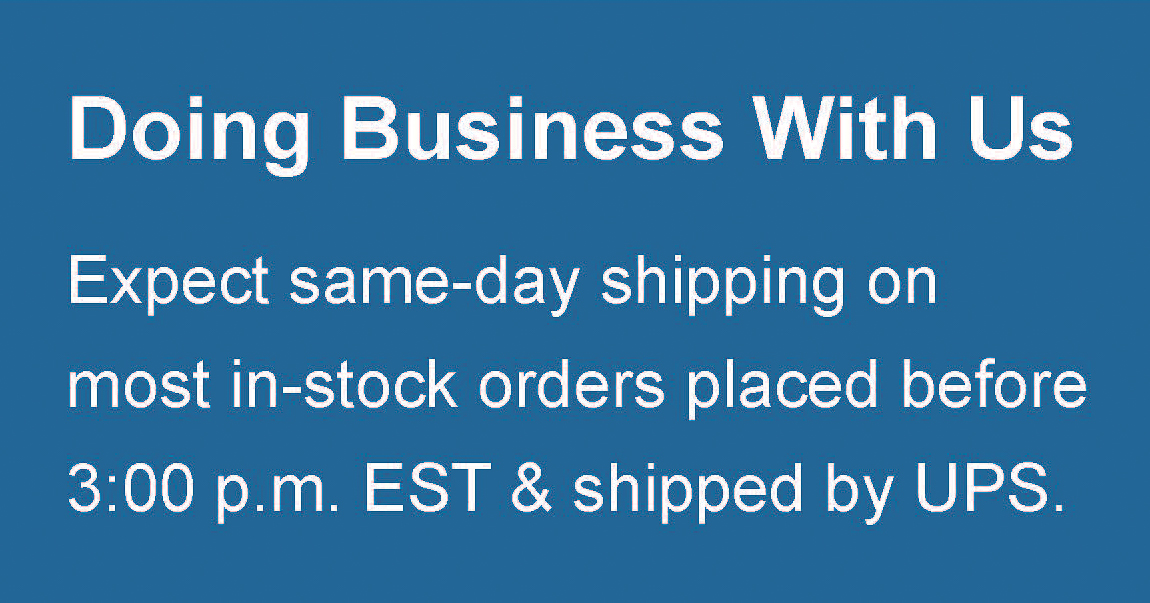 Doing Business With Us
Expect same-day shipping on
most in-stock orders placed before
3:00 p.m. EST & shipped by UPS.